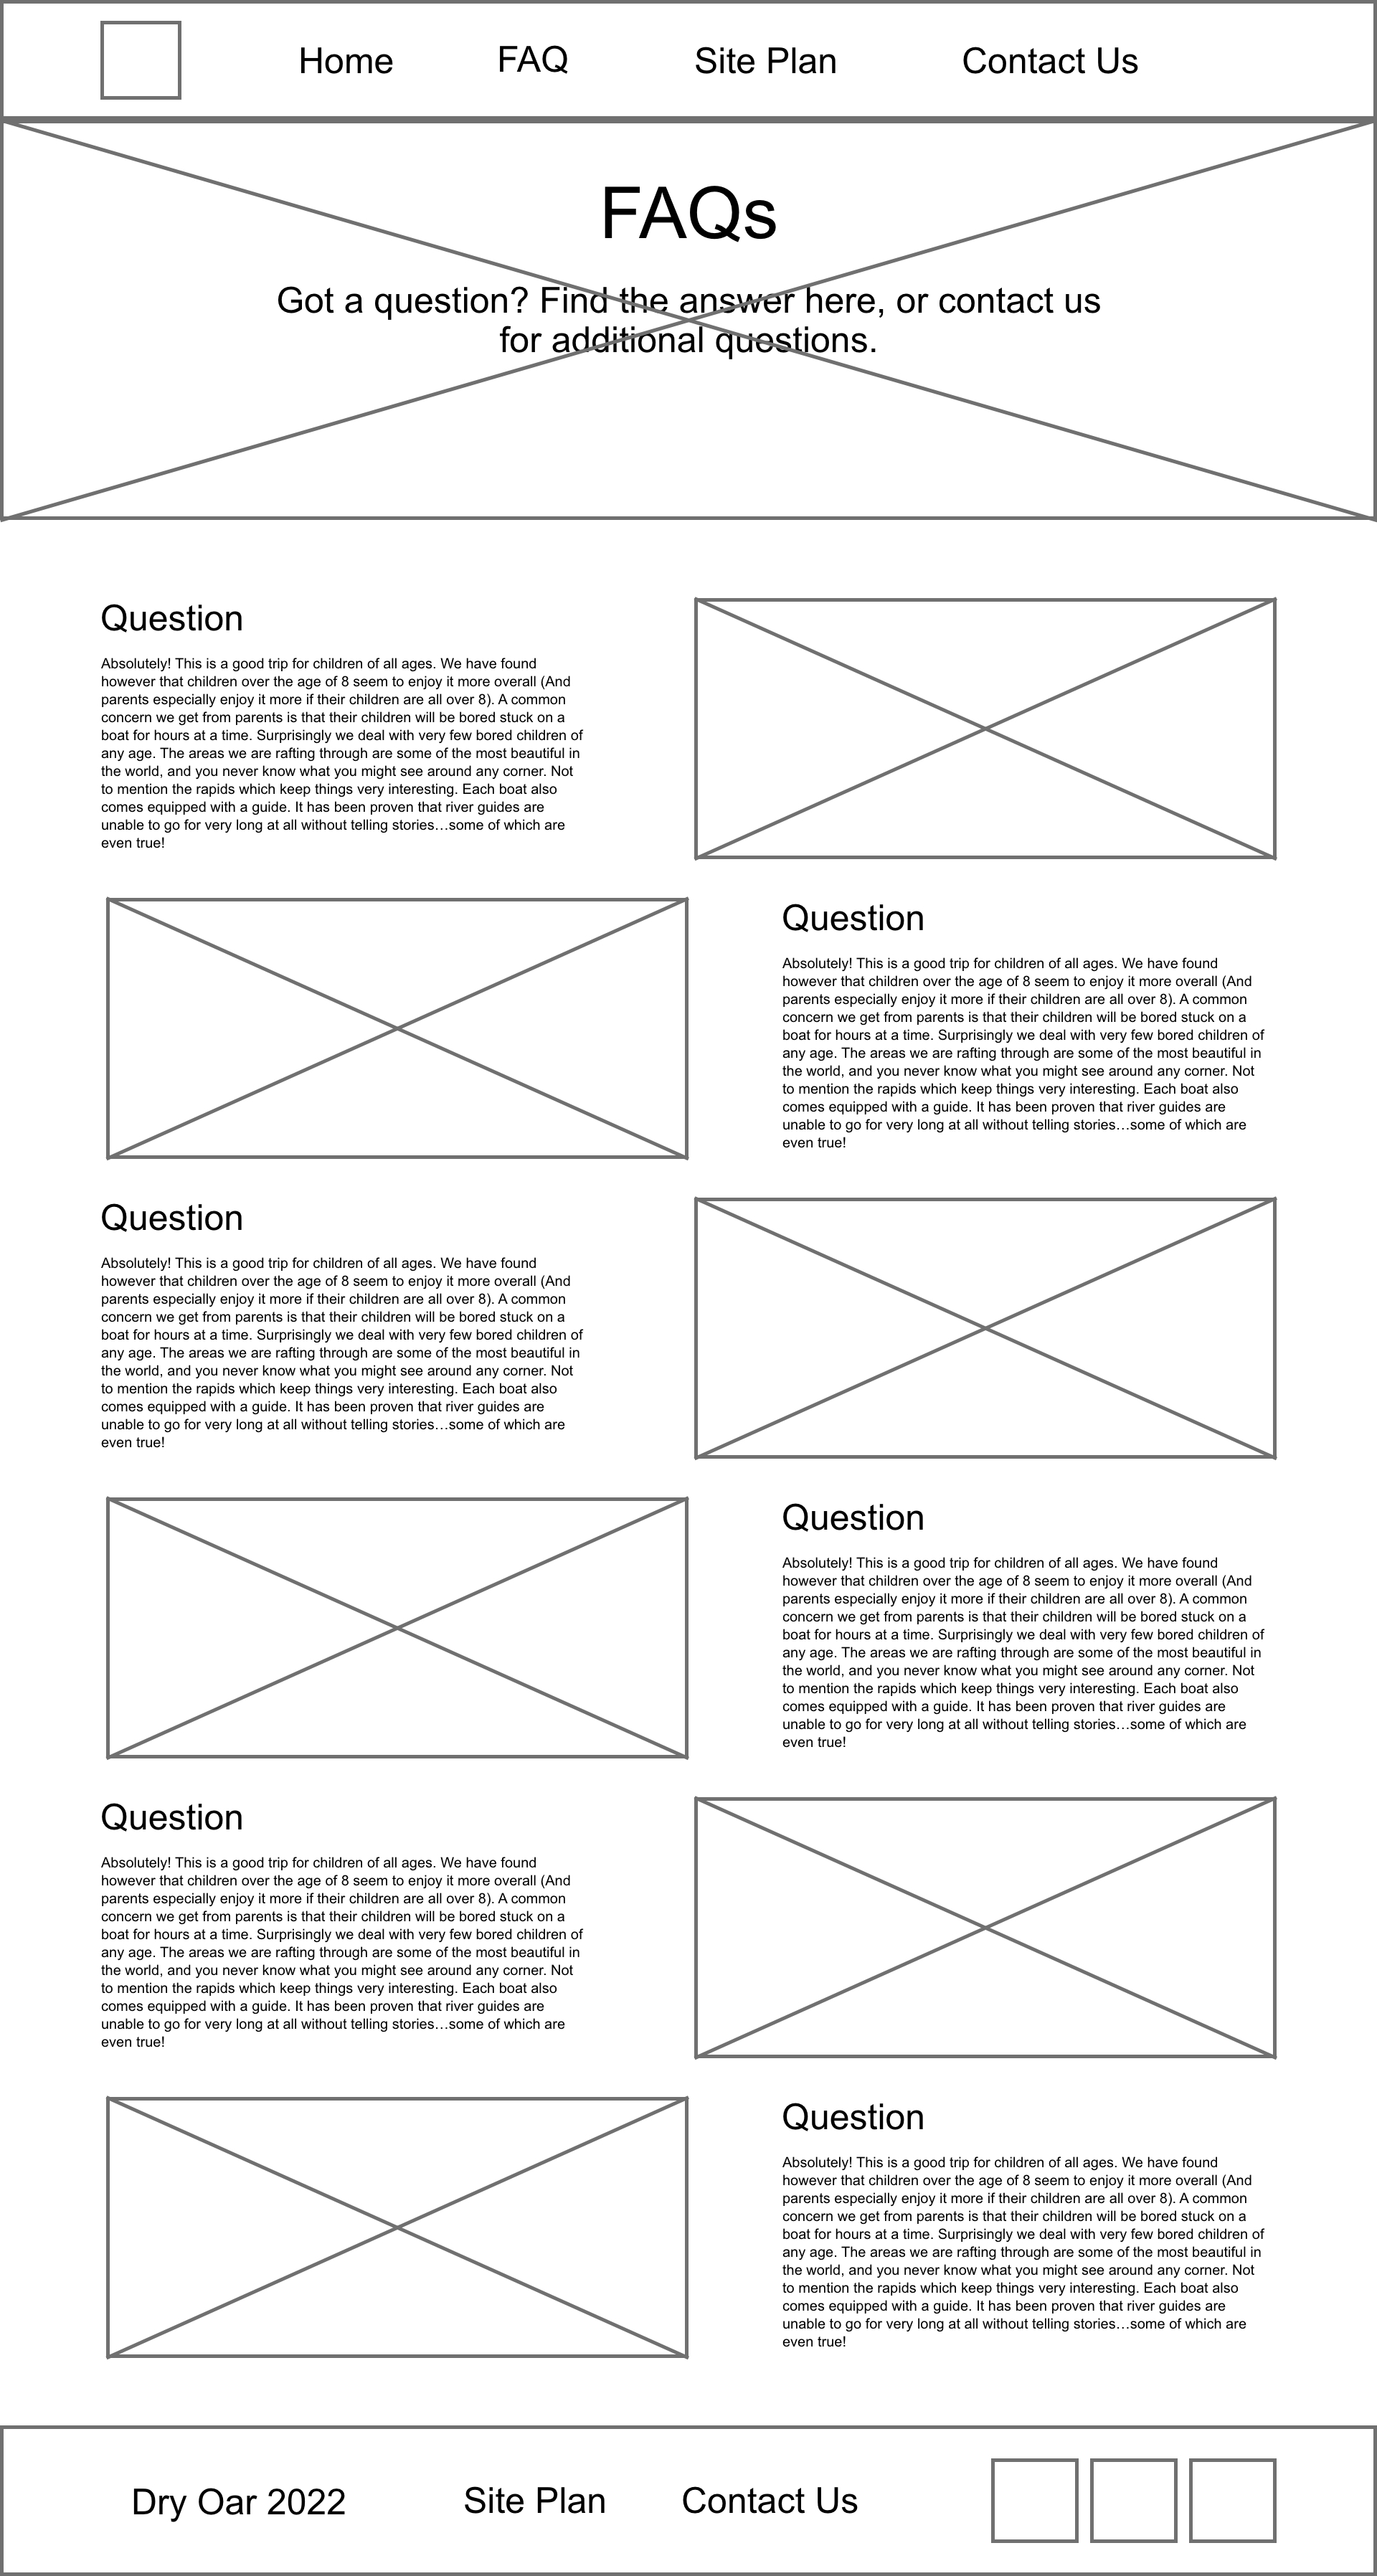 Home FAQ Site Plan Contact Us
FAQs
Got a question? Find the answer here, or contact us
for additional questions.
Question
Absolutely! This is a good trip for children of all ages. We have found
however that children over the age of 8 seem to enjoy it more overall (And
parents especially enjoy it more if their children are all over 8). A common
concern we get from parents is that their children will be bored stuck on a
boat for hours at a time. Surprisingly we deal with very few bored children of
any age. The areas we are rafting through are some of the most beautiful in
the world, and you never know what you might see around any corner. Not
to mention the rapids which keep things very interesting. Each boat also
comes equipped with a guide. It has been proven that river guides are
unable to go for very long at all without telling stories…some of which are
even true!
Question
Absolutely! This is a good trip for children of all ages. We have found
however that children over the age of 8 seem to enjoy it more overall (And
parents especially enjoy it more if their children are all over 8). A common
concern we get from parents is that their children will be bored stuck on a
boat for hours at a time. Surprisingly we deal with very few bored children of
any age. The areas we are rafting through are some of the most beautiful in
the world, and you never know what you might see around any corner. Not
to mention the rapids which keep things very interesting. Each boat also
comes equipped with a guide. It has been proven that river guides are
unable to go for very long at all without telling stories…some of which are
even true!
Question
Absolutely! This is a good trip for children of all ages. We have found
however that children over the age of 8 seem to enjoy it more overall (And
parents especially enjoy it more if their children are all over 8). A common
concern we get from parents is that their children will be bored stuck on a
boat for hours at a time. Surprisingly we deal with very few bored children of
any age. The areas we are rafting through are some of the most beautiful in
the world, and you never know what you might see around any corner. Not
to mention the rapids which keep things very interesting. Each boat also
comes equipped with a guide. It has been proven that river guides are
unable to go for very long at all without telling stories…some of which are
even true!
Question
Absolutely! This is a good trip for children of all ages. We have found
however that children over the age of 8 seem to enjoy it more overall (And
parents especially enjoy it more if their children are all over 8). A common
concern we get from parents is that their children will be bored stuck on a
boat for hours at a time. Surprisingly we deal with very few bored children of
any age. The areas we are rafting through are some of the most beautiful in
the world, and you never know what you might see around any corner. Not
to mention the rapids which keep things very interesting. Each boat also
comes equipped with a guide. It has been proven that river guides are
unable to go for very long at all without telling stories…some of which are
even true!
Question
Absolutely! This is a good trip for children of all ages. We have found
however that children over the age of 8 seem to enjoy it more overall (And
parents especially enjoy it more if their children are all over 8). A common
concern we get from parents is that their children will be bored stuck on a
boat for hours at a time. Surprisingly we deal with very few bored children of
any age. The areas we are rafting through are some of the most beautiful in
the world, and you never know what you might see around any corner. Not
to mention the rapids which keep things very interesting. Each boat also
comes equipped with a guide. It has been proven that river guides are
unable to go for very long at all without telling stories…some of which are
even true!
Question
Absolutely! This is a good trip for children of all ages. We have found
however that children over the age of 8 seem to enjoy it more overall (And
parents especially enjoy it more if their children are all over 8). A common
concern we get from parents is that their children will be bored stuck on a
boat for hours at a time. Surprisingly we deal with very few bored children of
any age. The areas we are rafting through are some of the most beautiful in
the world, and you never know what you might see around any corner. Not
to mention the rapids which keep things very interesting. Each boat also
comes equipped with a guide. It has been proven that river guides are
unable to go for very long at all without telling stories…some of which are
even true!
Dry Oar 2022 Site Plan Contact Us